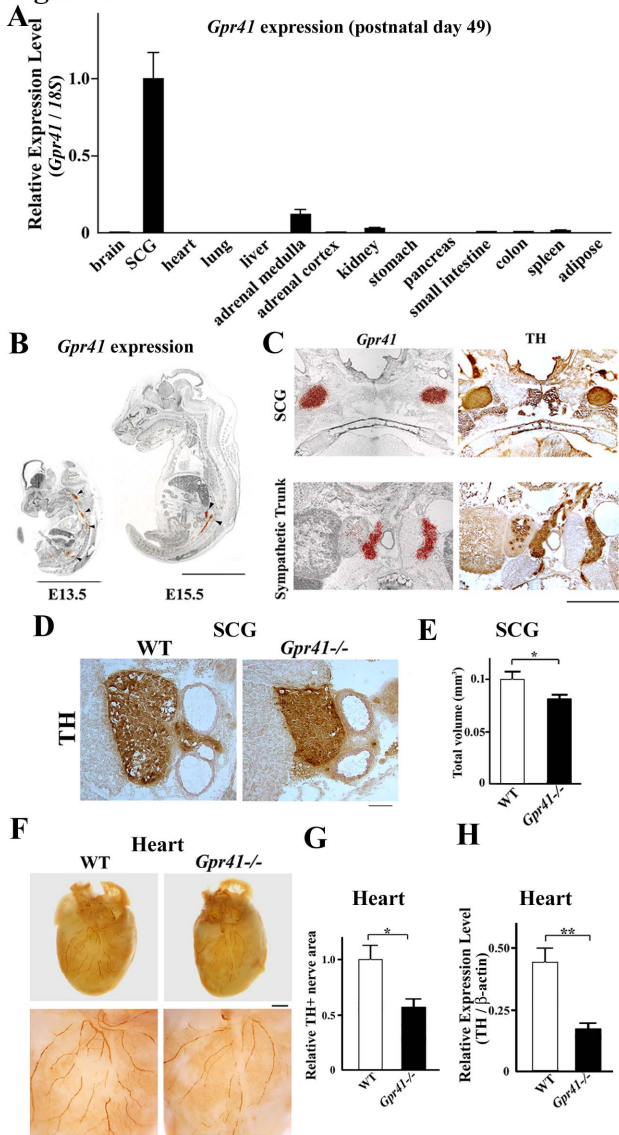 A
Gpr41 expression (postnatal day 49)
Relative Expression Level
(Gpr41 / 18S)
1.0
0.5
0
brain
SCG
heart
lung
liver
adrenal medulla
adrenal cortex
kidney
stomach
pancreas
small intestine
colon
spleen
adipose
B
Gpr41 expression
E13.5
E15.5
C
Gpr41
TH
SCG
Sympathetic Trunk
D
SCG
WT
Gpr41-/-
TH
E
SCG
Total volume (mm³)
0.1
0.05
0
*
WT
Gpr41-/-
F
Heart
WT
Gpr41-/-
G
Heart
Relative TH+ nerve area
1.0
0.5
0
*
WT
Gpr41-/-
H
Heart
Relative Expression Level
(TH / β-actin)
0.50
0.25
0
**
WT
Gpr41-/-